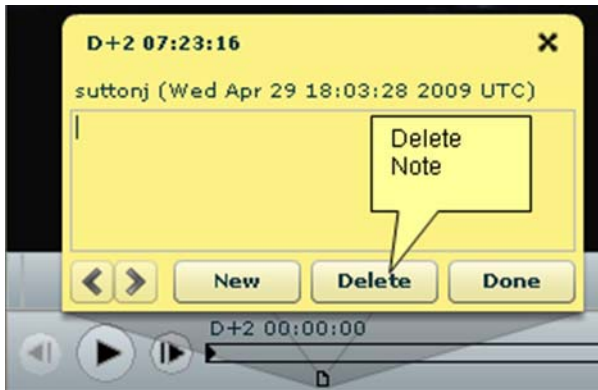 D+2 07:23:16
suttonj (Wed Apr 29 18:03:28 2009 UTC)
Delete
Note
New Delete Done
D+2 00:00:00